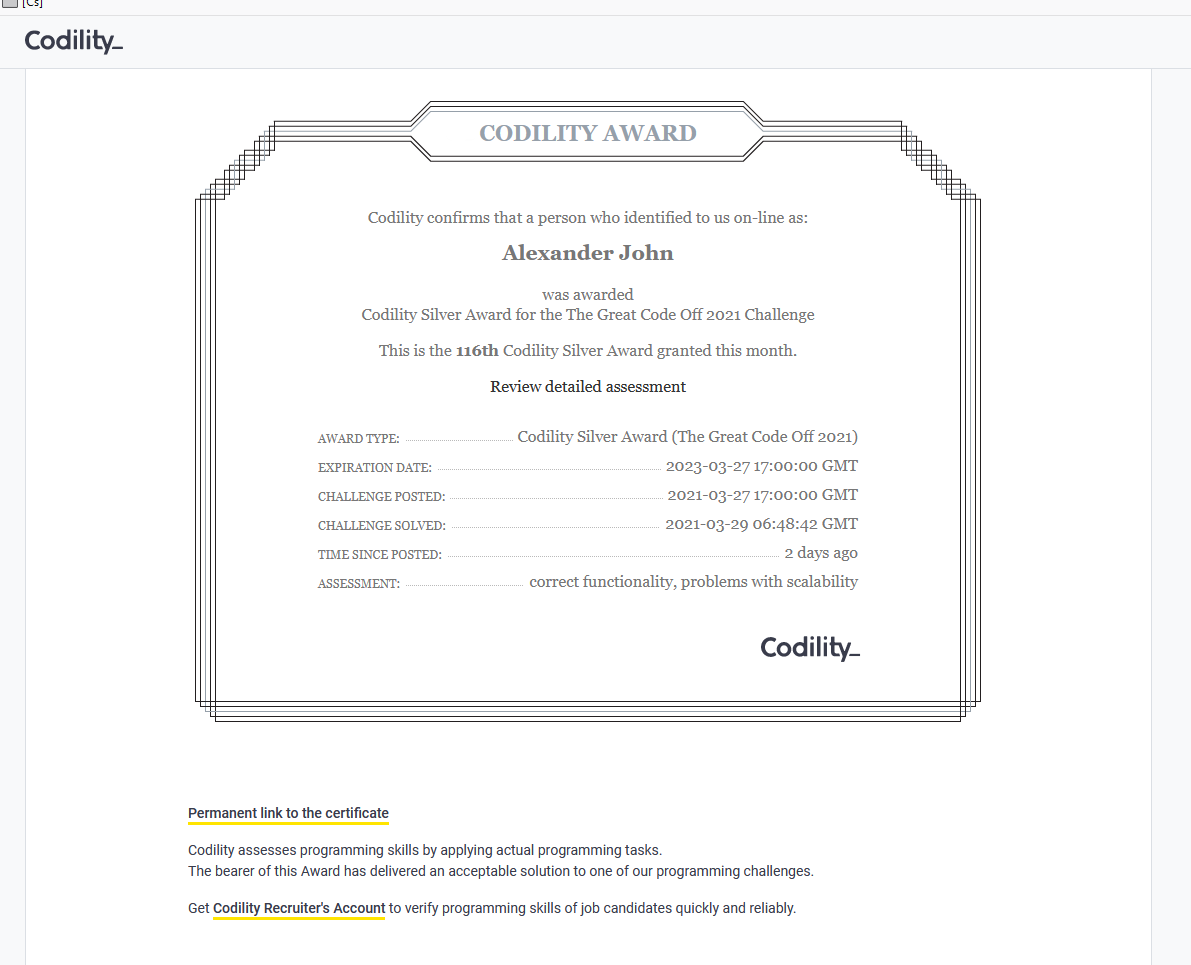 [Cs]
Codility_
CODILITY AWARD
Codility confirms that a person who identified to us on-line as:
Alexander John
was awarded
Codility Silver Award for the The Great Code Off 2021 Challenge
This is the 116th Codility Silver Award granted this month.
Review detailed assessment
AWARD TYPE: Codility Silver Award (The Great Code Off 2021)
EXPIRATION DATE: 2023-03-27 17:00:00 GMT
CHALLENGE POSTED: 2021-03-27 17:00:00 GMT
CHALLENGE SOLVED: 2021-03-29 06:48:42 GMT
TIME SINCE POSTED: 2 days ago
ASSESSMENT: correct functionality, problems with scalability
Codility_
Permanent link to the certificate
Codility assesses programming skills by applying actual programming tasks.
The bearer of this Award has delivered an acceptable solution to one of our programming challenges.
Get Codility Recruiter's Account to verify programming skills of job candidates quickly and reliably.